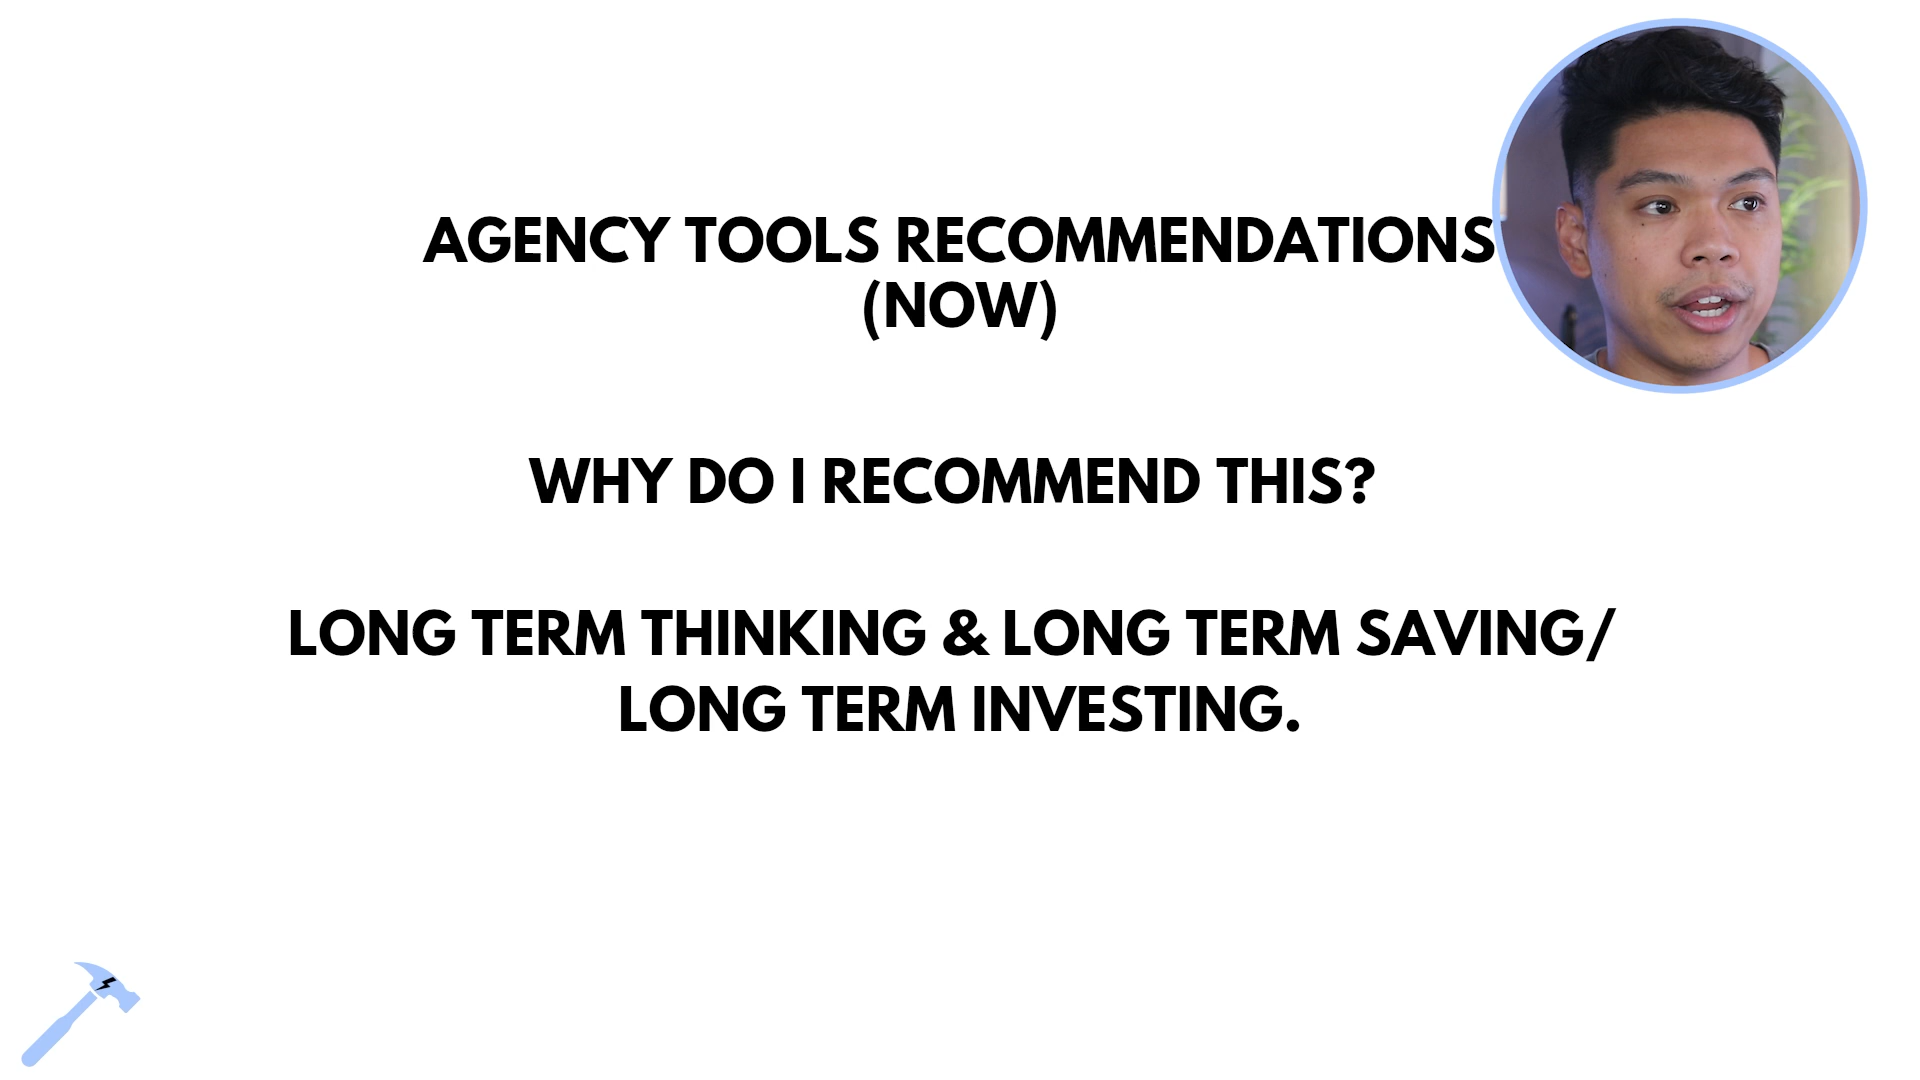 AGENCY TOOLS RECOMMENDATIONS
(NOW)
WHY DO I RECOMMEND THIS?
LONG TERM THINKING & LONG TERM SAVING/
LONG TERM INVESTING.